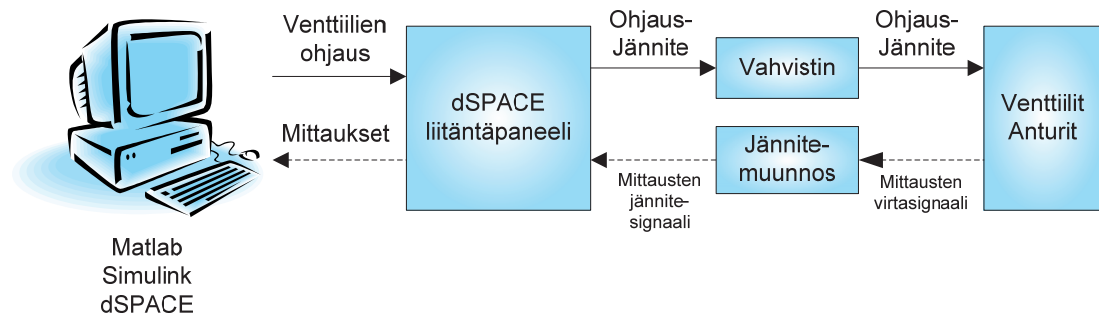 Venttiilien
ohjaus
Mittaukset
Matlab
Simulink
dSPACE
dSPACE
liitäntäpaneeli
Ohjaus-
Jännite
Mittausten
jännite-
signaali
Vahvistin
Jännite-
muunnos
Ohjaus-
Jännite
Mittausten
virtasignaali
Venttiilit
Anturit